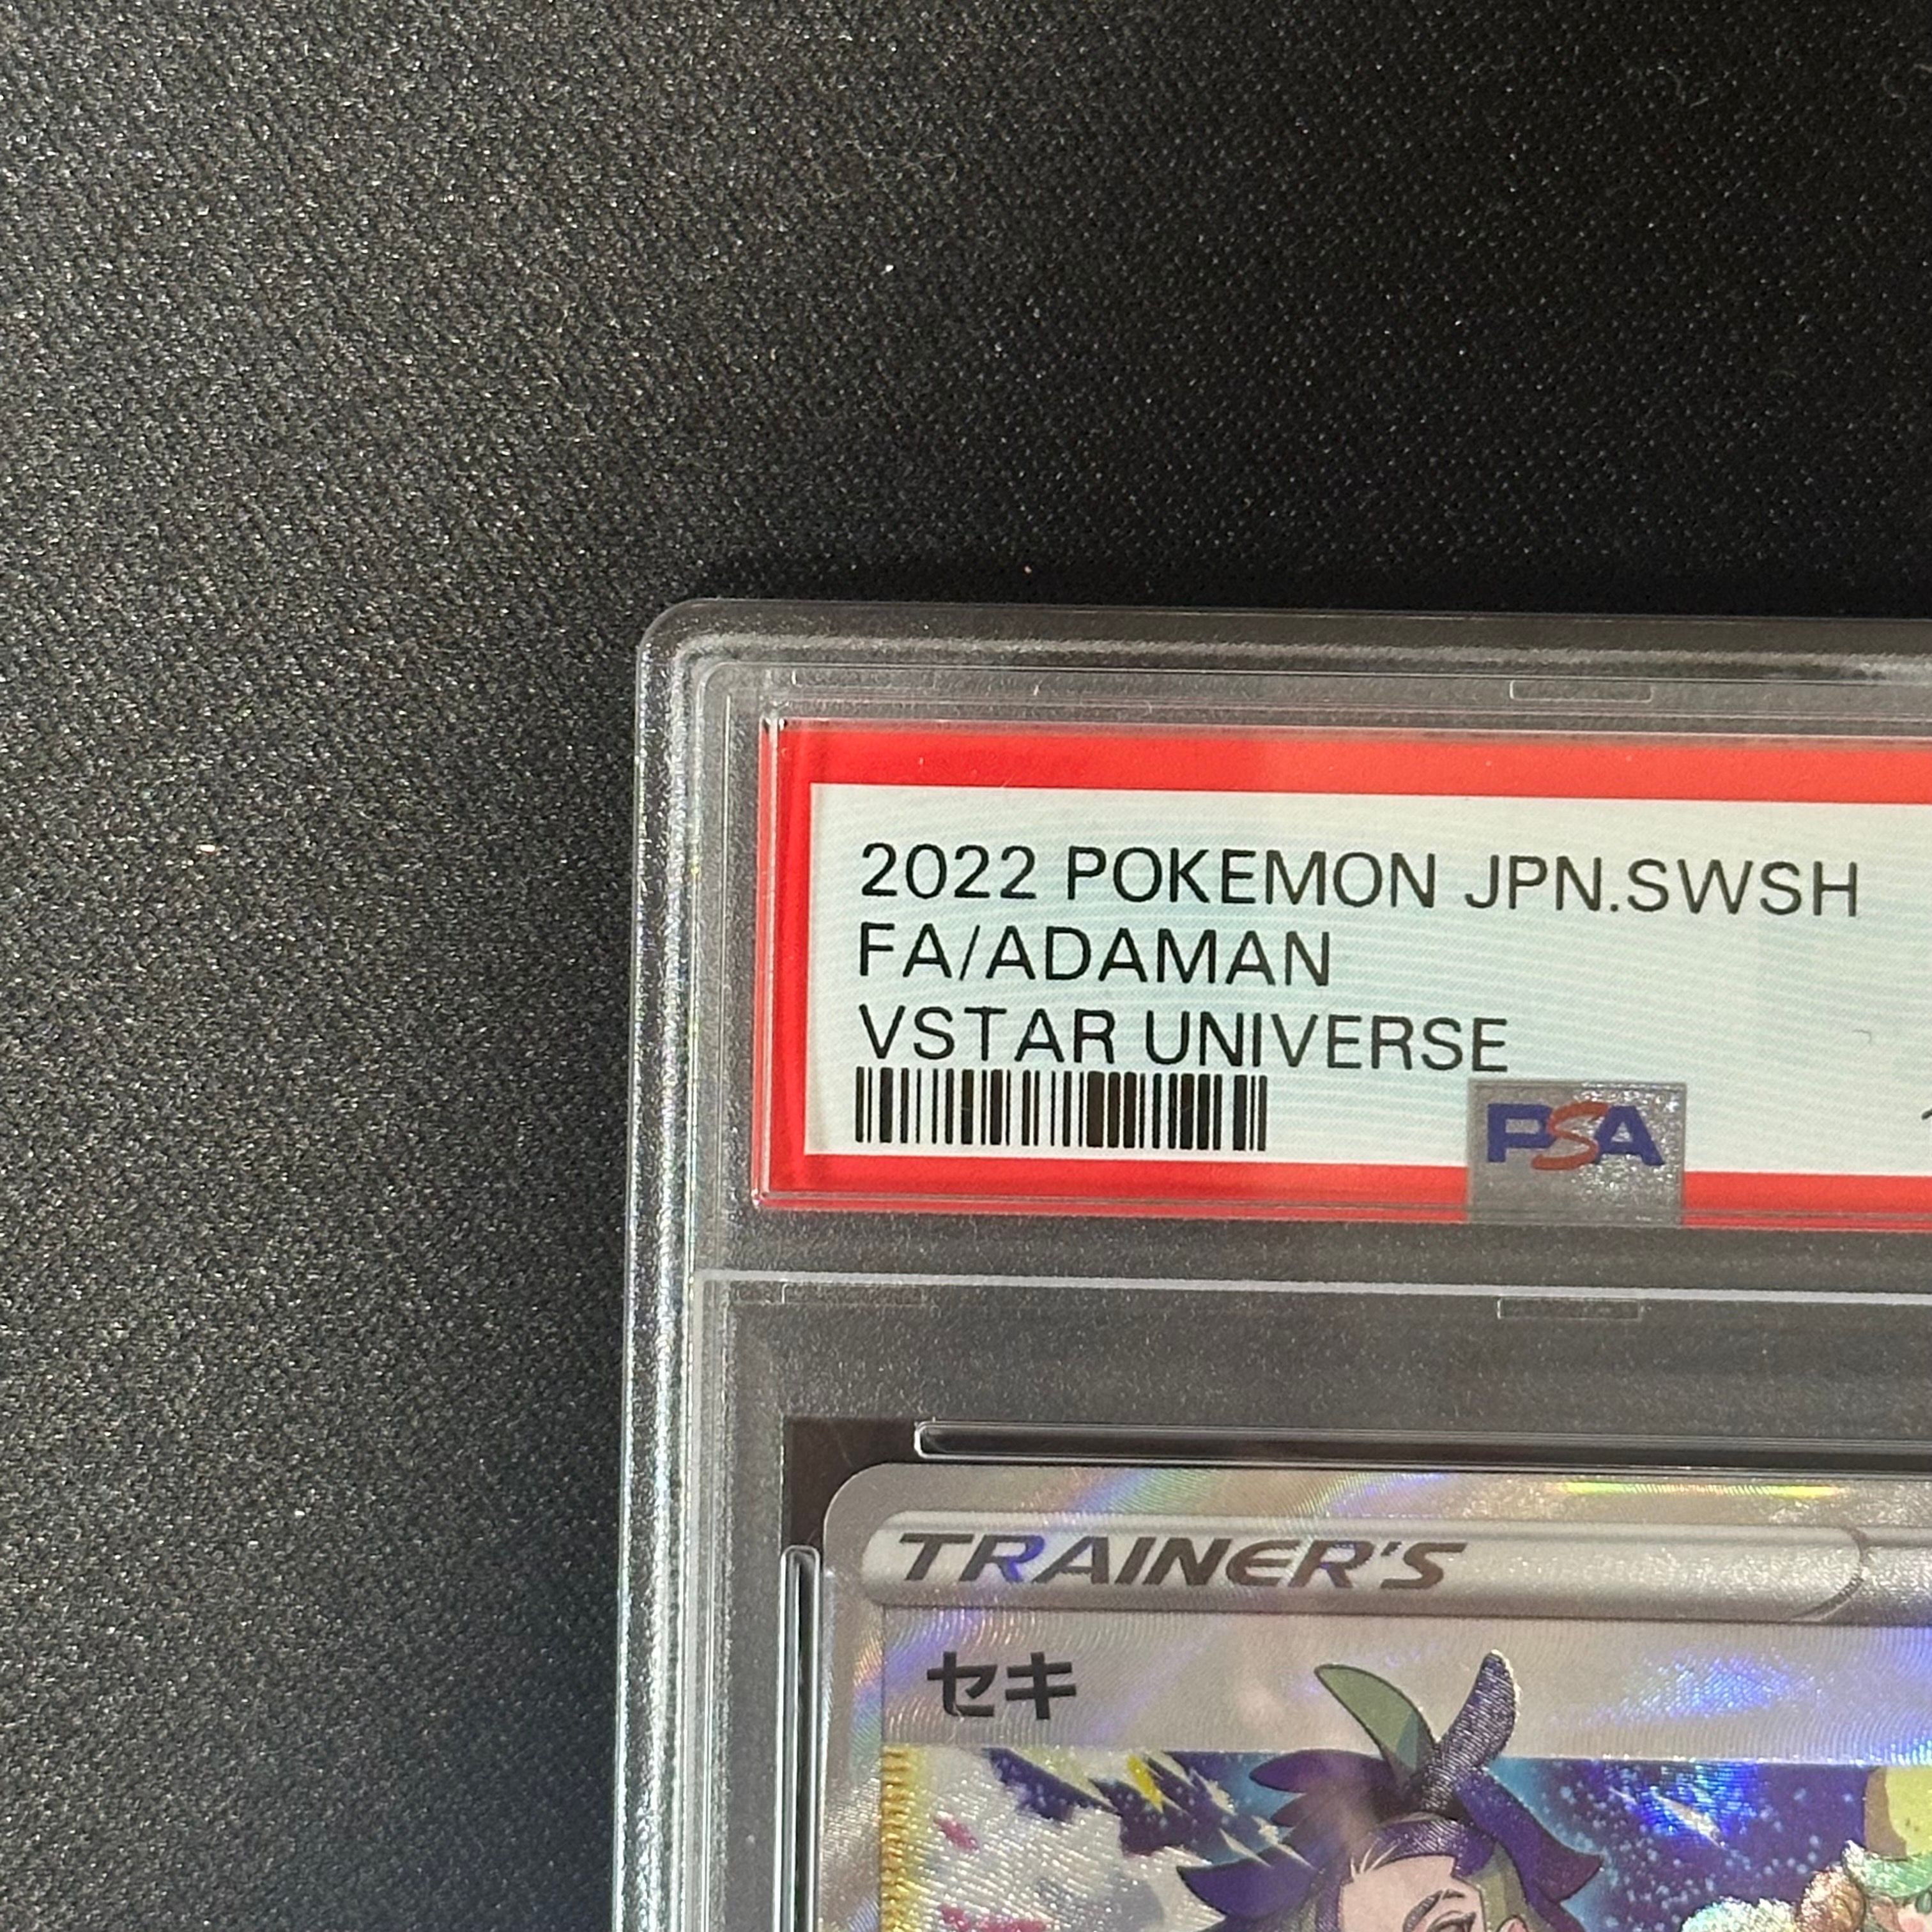 2022 POKEMON JPN.SWSH
FA/ADAMAN
VSTAR UNIVERSE
PSA
TRAINER'S
セキ